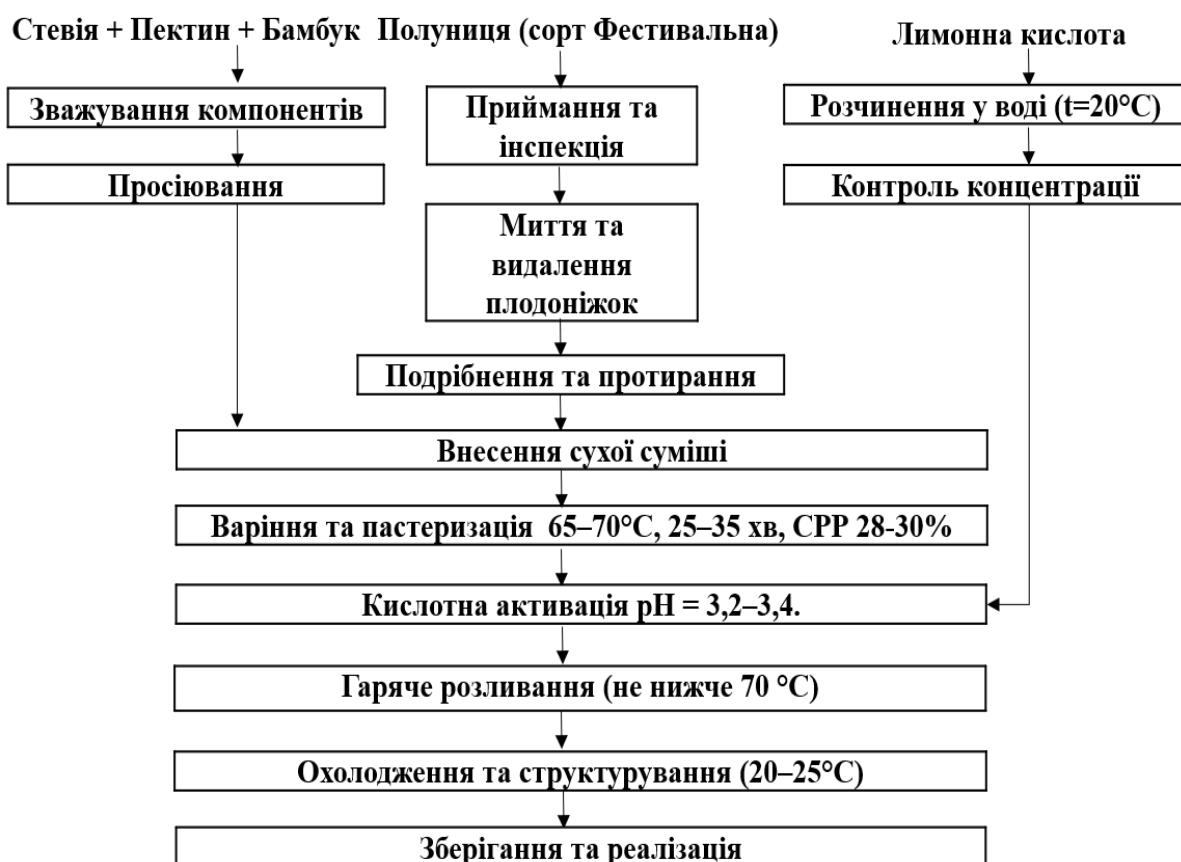 Стевія + Пектин + Бамбук
Полуниця (сорт Фестивальна)
Лимонна кислота
Зважування компонентів
Приймання та
інспекція
Розчинення у воді (t=20°C)
Просіювання
Контроль концентрації
Миття та
видалення
плодоніжок
Подрібнення та протирання
Внесення сухої суміші
Варіння та пастеризація 65–70°C, 25–35 хв, СРР 28-30%
Кислотна активація pH = 3,2–3,4.
Гаряче розливання (не нижче 70 °C)
Охолодження та структурування (20–25°C)
Зберігання та реалізація